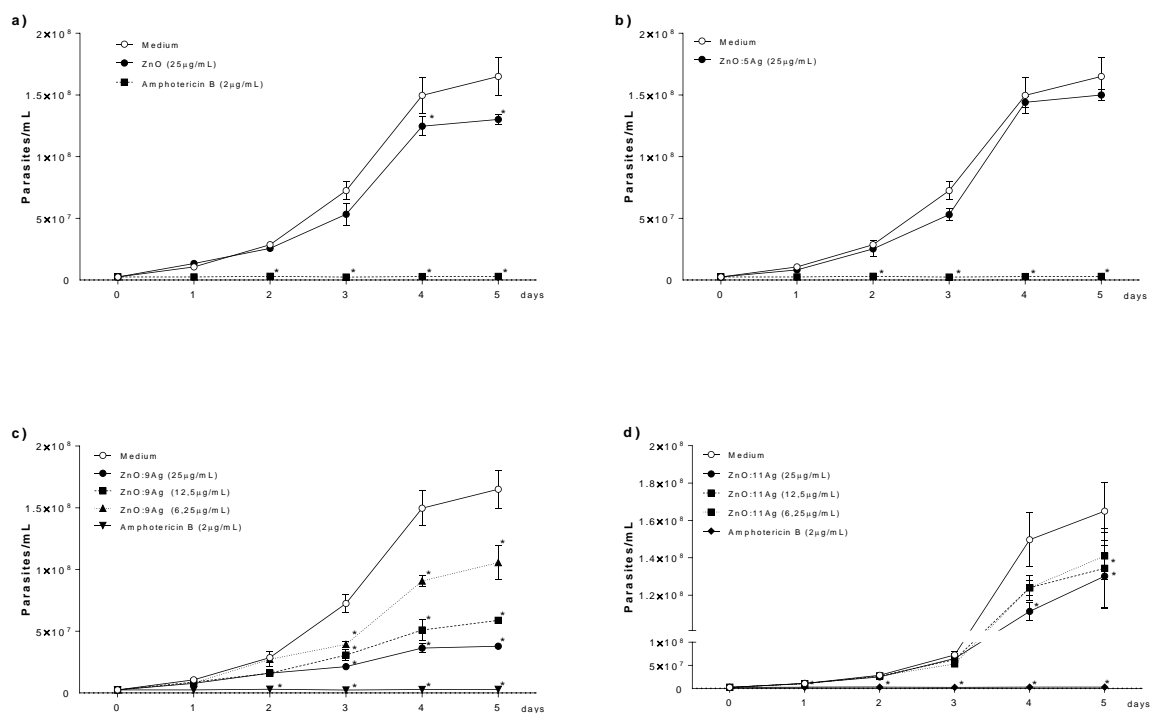 a)
2×10⁸
1.5×10⁸
1×10⁸
5×10⁷
0
Parasites/mL
Medium
ZnO (25μg/mL)
Amphotericin B (2μg/mL)
* * * * * *
0 1 2 3 4 5 days
b)
2×10⁸
1.5×10⁸
1×10⁸
5×10⁷
0
Parasites/mL
Medium
ZnO:5Ag (25μg/mL)
* * * *
0 1 2 3 4 5 days
c)
2×10⁸
1.5×10⁸
1×10⁸
5×10⁷
0
Parasites/mL
Medium
ZnO:9Ag (25μg/mL)
ZnO:9Ag (12,5μg/mL)
ZnO:9Ag (6,25μg/mL)
Amphotericin B (2μg/mL)
* * * * * * * * * * * * *
0 1 2 3 4 5 days
d)
2×10⁸
1.8×10⁸
1.6×10⁸
1.4×10⁸
1.2×10⁸
1×10⁸
5×10⁷
0
Parasites/mL
Medium
ZnO:11Ag (25μg/mL)
ZnO:11Ag (12,5μg/mL)
ZnO:11Ag (6,25μg/mL)
Amphotericin B (2μg/mL)
* * * * * * * *
0 1 2 3 4 5 days